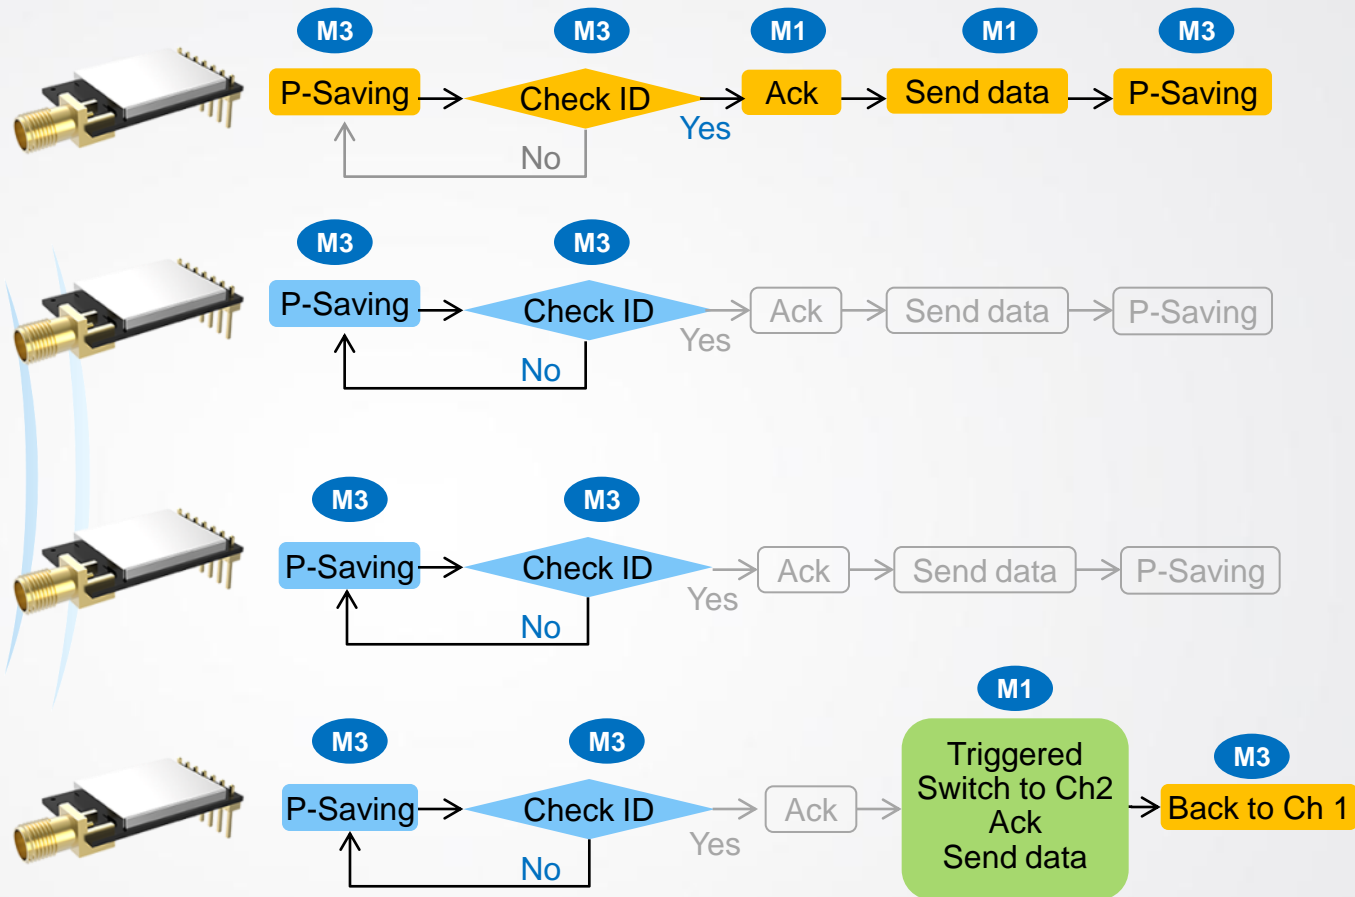 M3 M3 M1 M1 M3
P-Saving Check ID Ack Send data P-Saving
Yes
No
M3 M3
P-Saving Check ID Ack Send data P-Saving
Yes
No
M3 M3
P-Saving Check ID Ack Send data P-Saving
Yes
No
M1
M3 M3 M3
Triggered
Switch to Ch2
Ack
Send data
P-Saving Check ID Ack Back to Ch 1
Yes
No